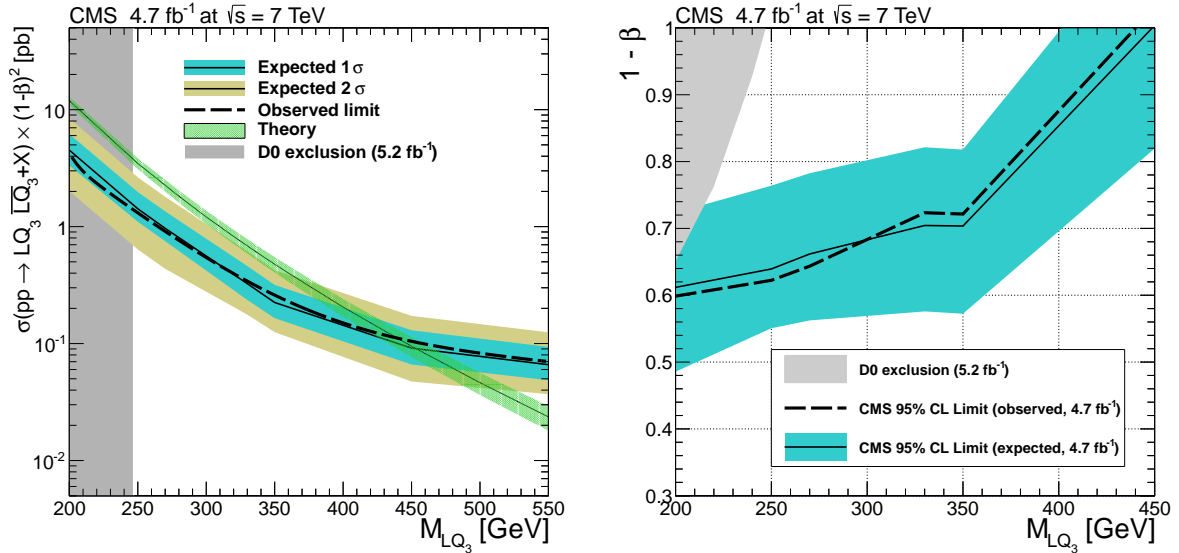 CMS 4.7 fb⁻¹ at √s = 7 TeV
σ(pp → LQ₃ L̅Q̅₃+X) × (1-β)² [pb]
10
1
10⁻¹
10⁻²
Expected 1 σ
Expected 2 σ
Observed limit
Theory
D0 exclusion (5.2 fb⁻¹)
200 250 300 350 400 450 500 550
M_LQ₃ [GeV]
CMS 4.7 fb⁻¹ at √s = 7 TeV
1 - β
1
0.9
0.8
0.7
0.6
0.5
0.4
0.3
D0 exclusion (5.2 fb⁻¹)
CMS 95% CL Limit (observed, 4.7 fb⁻¹)
CMS 95% CL Limit (expected, 4.7 fb⁻¹)
200 250 300 350 400 450
M_LQ₃ [GeV]